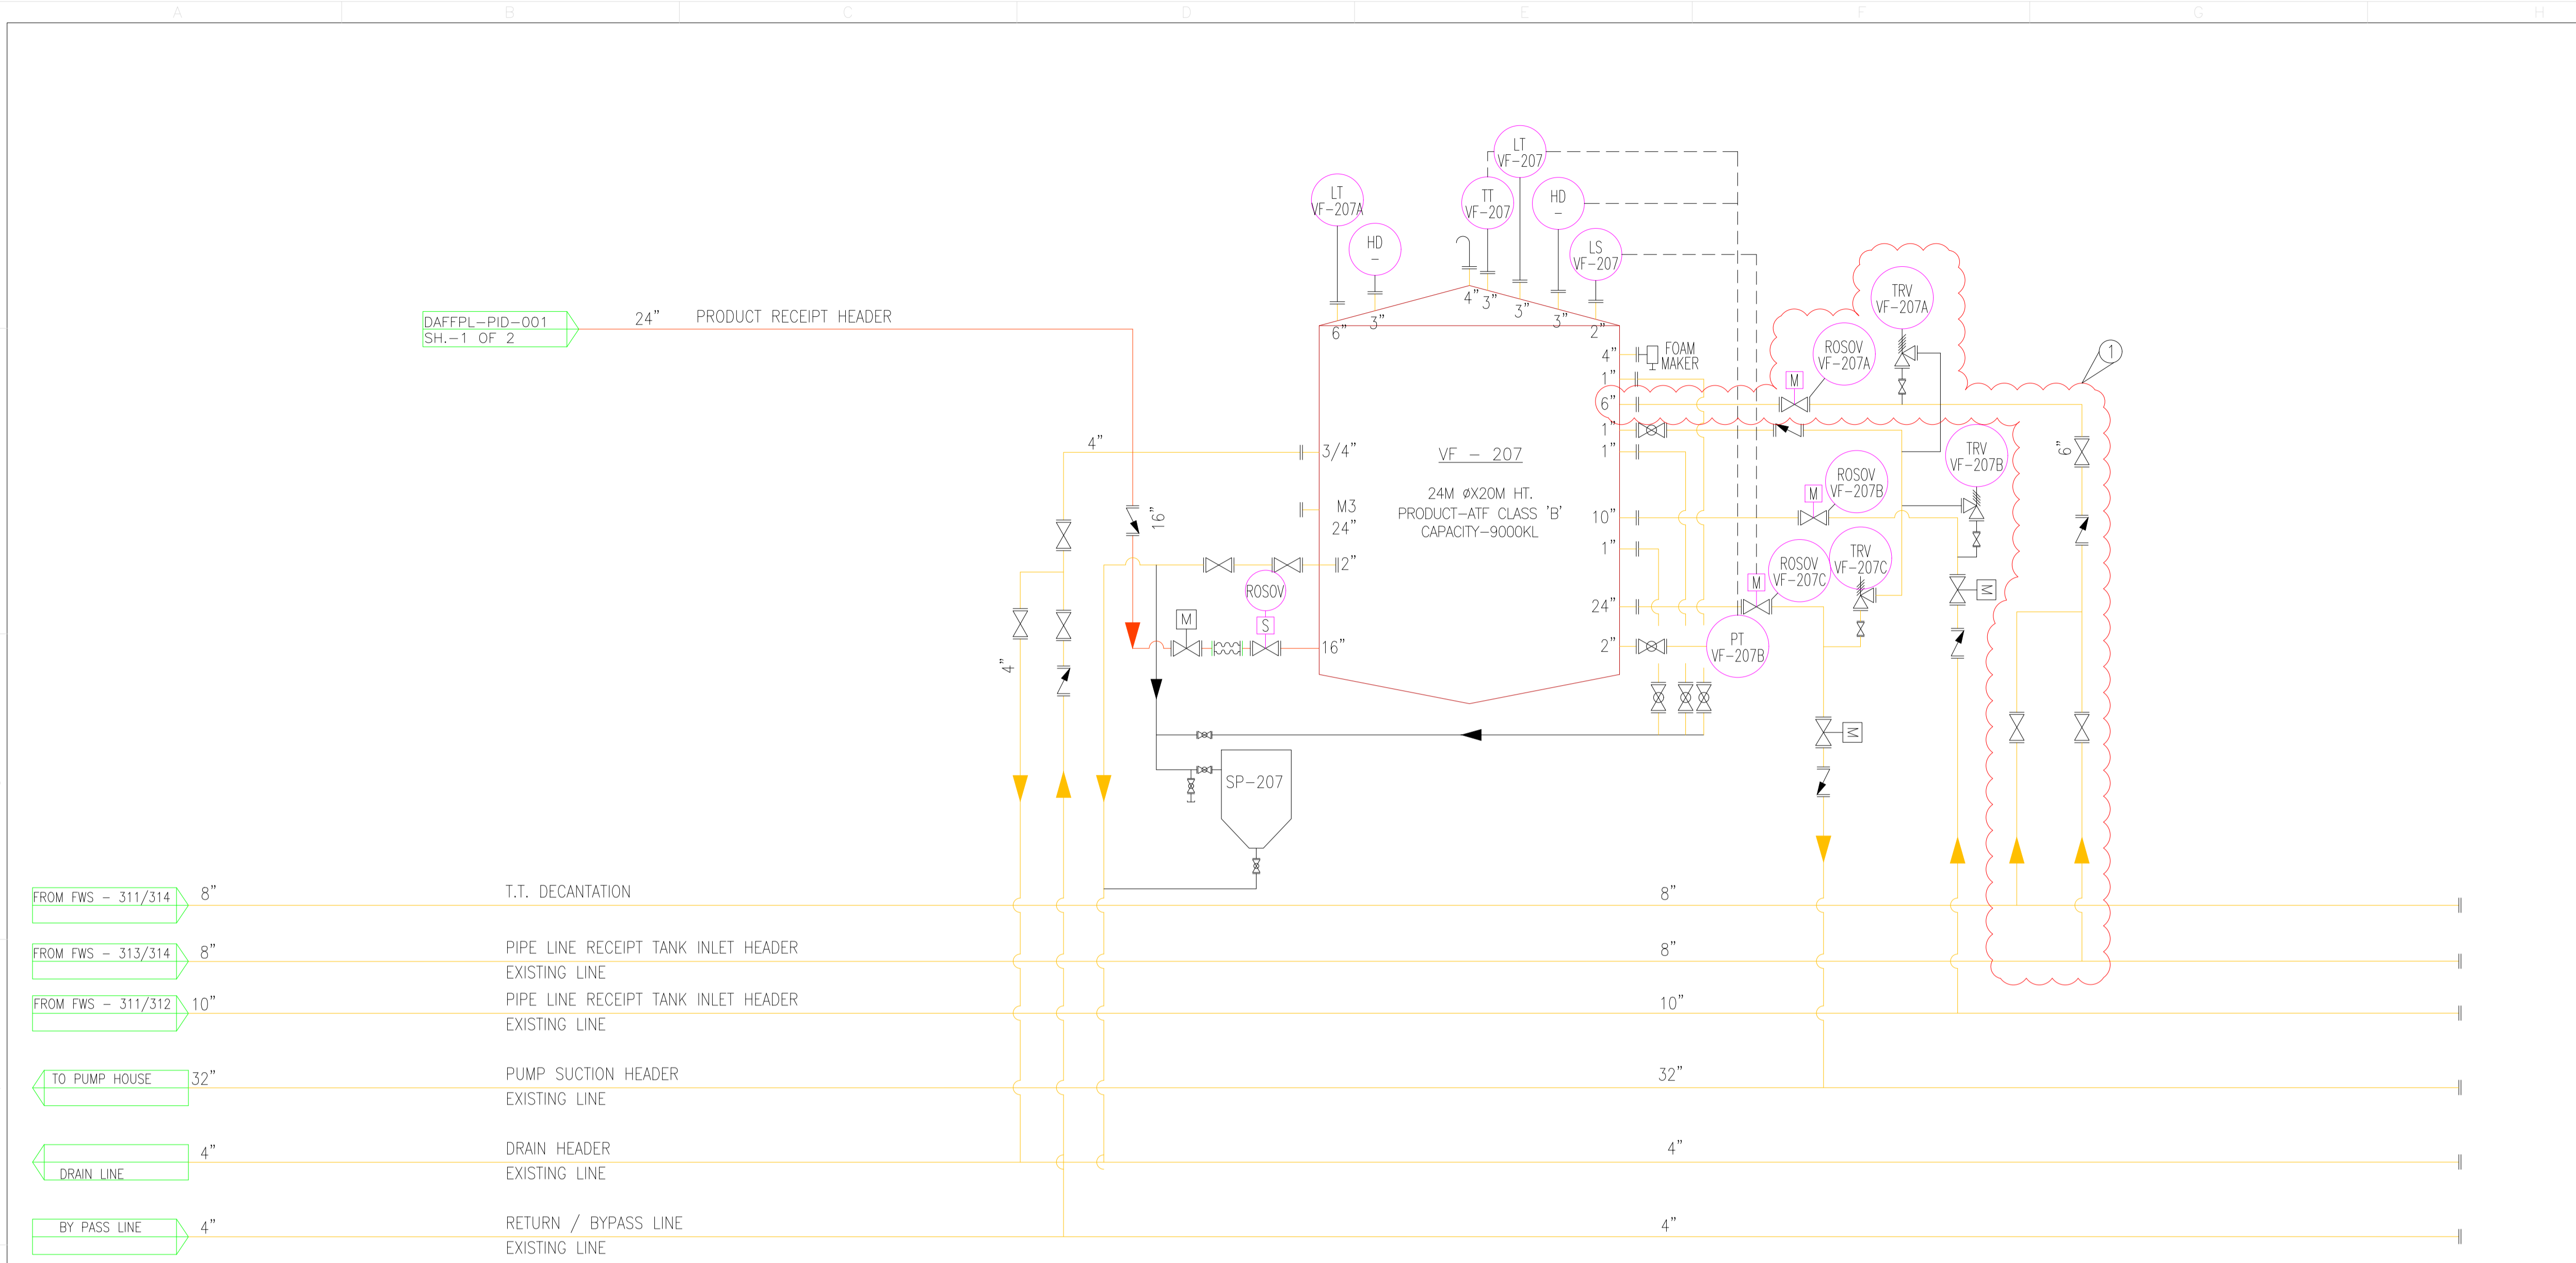 A B C D E F G H
LT
VF-207
LT
VF-207A
TT
VF-207
HD
-
HD
-
LS
VF-207
TRV
VF-207A
DAFFPL-PID-001
SH.-1 OF 2
24" PRODUCT RECEIPT HEADER
4" 3" 3" 3" 2"
6" 3"
4" FOAM
MAKER
1"
ROSOV
VF-207A
M
1
6"
1"
1"
4"
3/4"
VF - 207
24M ØX20M HT.
PRODUCT-ATF CLASS 'B'
CAPACITY-9000KL
TRV
VF-207B
6"
ROSOV
VF-207B
M
M3
24"
16"
10"
1"
2"
ROSOV
VF-207C
M
TRV
VF-207C
M
ROSOV
S
M
24"
16"
2"
PT
VF-207B
4"
M
SP-207
FROM FWS - 311/314 8" T.T. DECANTATION 8"
FROM FWS - 313/314 8" PIPE LINE RECEIPT TANK INLET HEADER 8"
EXISTING LINE
FROM FWS - 311/312 10" PIPE LINE RECEIPT TANK INLET HEADER 10"
EXISTING LINE
TO PUMP HOUSE 32" PUMP SUCTION HEADER 32"
EXISTING LINE
4" DRAIN HEADER 4"
DRAIN LINE EXISTING LINE
BY PASS LINE 4" RETURN / BYPASS LINE 4"
EXISTING LINE